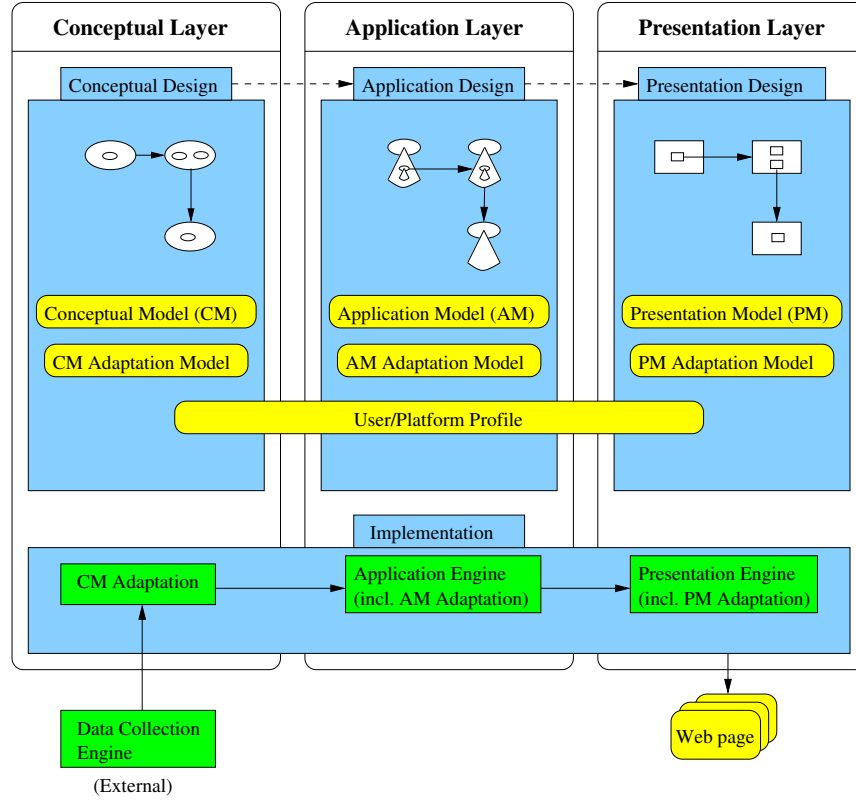 Conceptual Layer
Application Layer
Presentation Layer
Conceptual Design
Application Design
Presentation Design
Conceptual Model (CM)
Application Model (AM)
Presentation Model (PM)
CM Adaptation Model
AM Adaptation Model
PM Adaptation Model
User/Platform Profile
Implementation
CM Adaptation
Application Engine
(incl. AM Adaptation)
Presentation Engine
(incl. PM Adaptation)
Data Collection
Engine
(External)
Web page